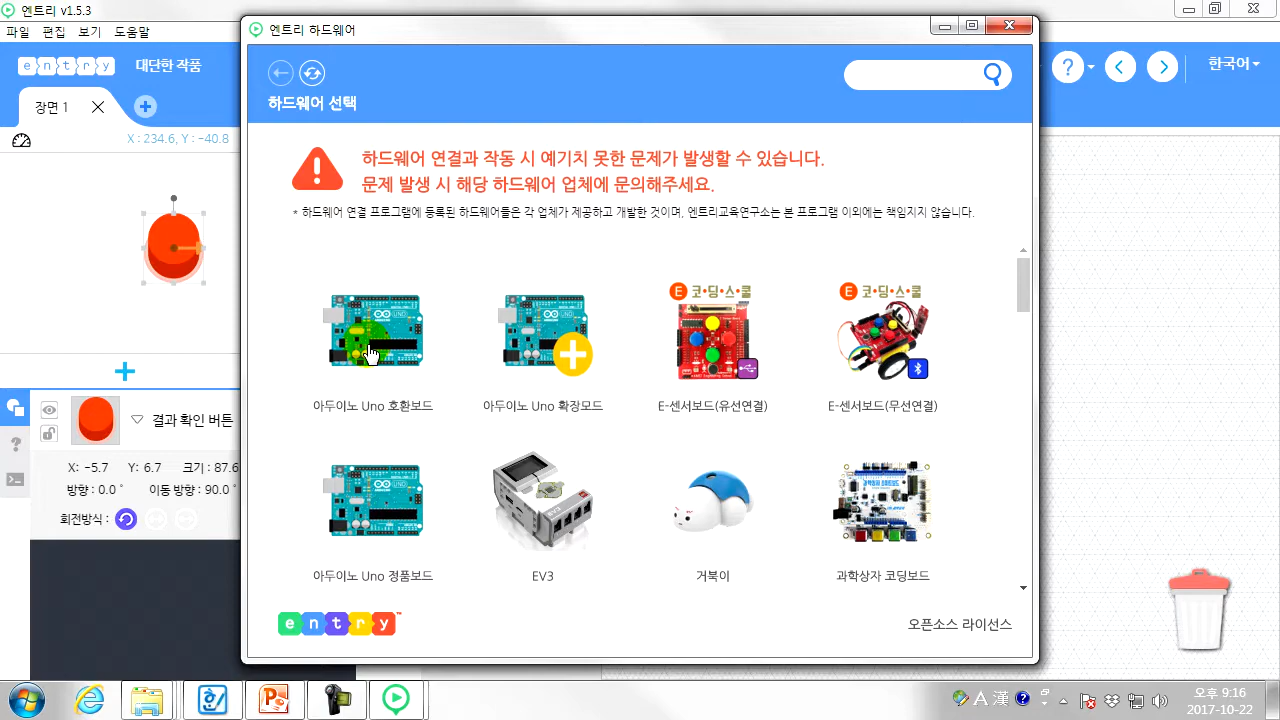 엔트리 v1.5.3
파일 편집 보기 도움말
entry 대단한 작품
장면 1
X : 234.6, Y : -40.8
결과 확인 버튼
X: -5.7 Y: 6.7 크기 : 87.6
방향 : 0.0 ° 이동 방향 : 90.0 °
회전방식 :
엔트리 하드웨어
하드웨어 선택
하드웨어 연결과 작동 시 예기치 못한 문제가 발생할 수 있습니다.
문제 발생 시 해당 하드웨어 업체에 문의해주세요.
* 하드웨어 연결 프로그램에 등록된 하드웨어들은 각 업체가 제공하고 개발한 것이며, 엔트리교육연구소는 본 프로그램 이외에는 책임지지 않습니다.
E 코·딩·스·쿨
E 코·딩·스·쿨
아두이노 Uno 호환보드
아두이노 Uno 확장모드
E-센서보드(유선연결)
E-센서보드(무선연결)
아두이노 Uno 정품보드
EV3
거북이
과학상자 코딩보드
entry™
오픈소스 라이선스
한국어
A 漢
오후 9:16
2017-10-22